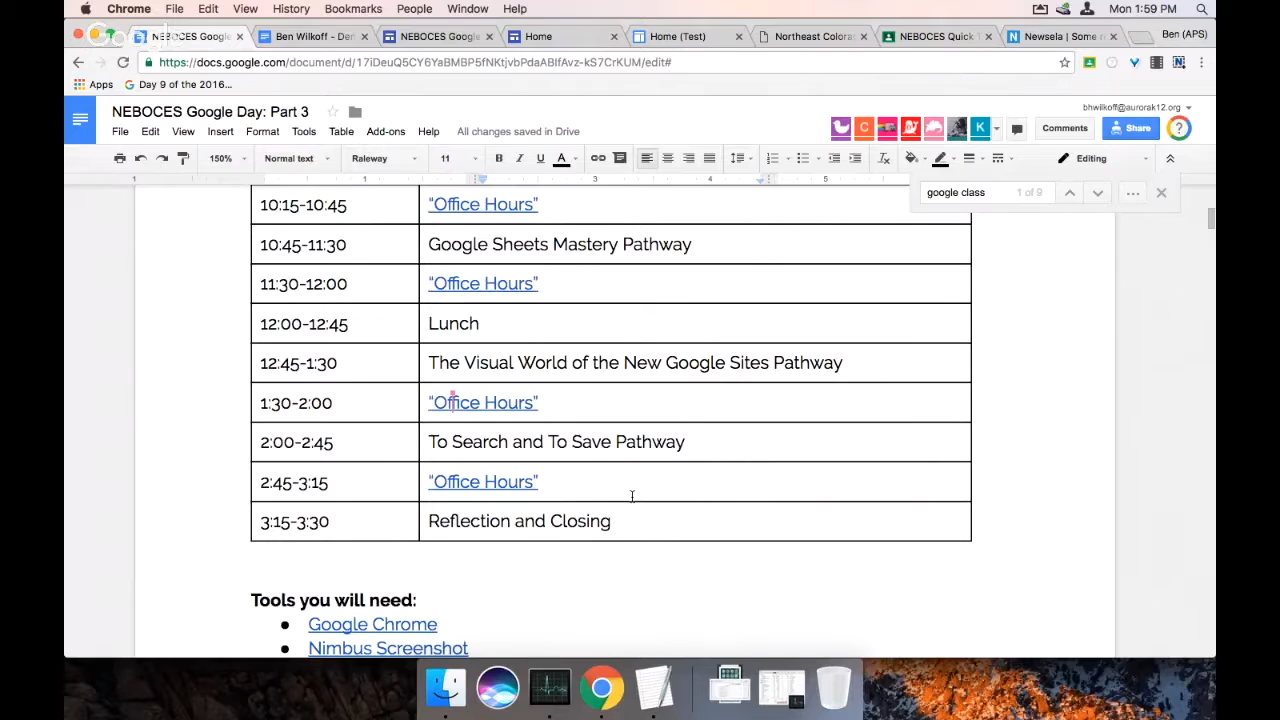 Chrome File Edit View History Bookmarks People Window Help Mon 1:59 PM
Google
NEBOCES Google Ben Wilkoff - Den NEBOCES Google Home Home (Test) Northeast Colora NEBOCES Quick Newsela | Some r Ben (APS)
https://docs.google.com/document/d/17iDeuQ5CY6YaBMBP5fNKtjvbPdaABIfAvz-kS7CrKUM/edit#
Apps Day 9 of the 2016...
NEBOCES Google Day: Part 3
bhwilkoff@aurorak12.org
File Edit View Insert Format Tools Table Add-ons Help All changes saved in Drive
C K Comments Share ?
150% Normal text Raleway 11 B I U A Editing
1 1 3 4 5
google class 1 of 9
10:15-10:45 “Office Hours”
10:45-11:30 Google Sheets Mastery Pathway
11:30-12:00 “Office Hours”
12:00-12:45 Lunch
12:45-1:30 The Visual World of the New Google Sites Pathway
1:30-2:00 “Office Hours”
2:00-2:45 To Search and To Save Pathway
2:45-3:15 “Office Hours”
3:15-3:30 Reflection and Closing
Tools you will need:
● Google Chrome
● Nimbus Screenshot